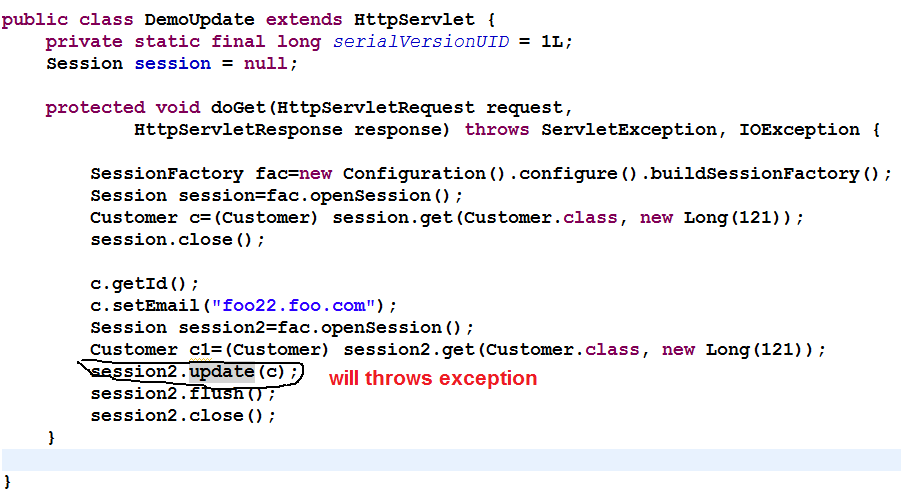 public class DemoUpdate extends HttpServlet {
private static final long serialVersionUID = 1L;
Session session = null;
protected void doGet(HttpServletRequest request,
HttpServletResponse response) throws ServletException, IOException {
SessionFactory fac=new Configuration().configure().buildSessionFactory();
Session session=fac.openSession();
Customer c=(Customer) session.get(Customer.class, new Long(121));
session.close();
c.getId();
c.setEmail("foo22.foo.com");
Session session2=fac.openSession();
Customer c1=(Customer) session2.get(Customer.class, new Long(121));
session2.update(c); will throws exception
session2.flush();
session2.close();
}
}